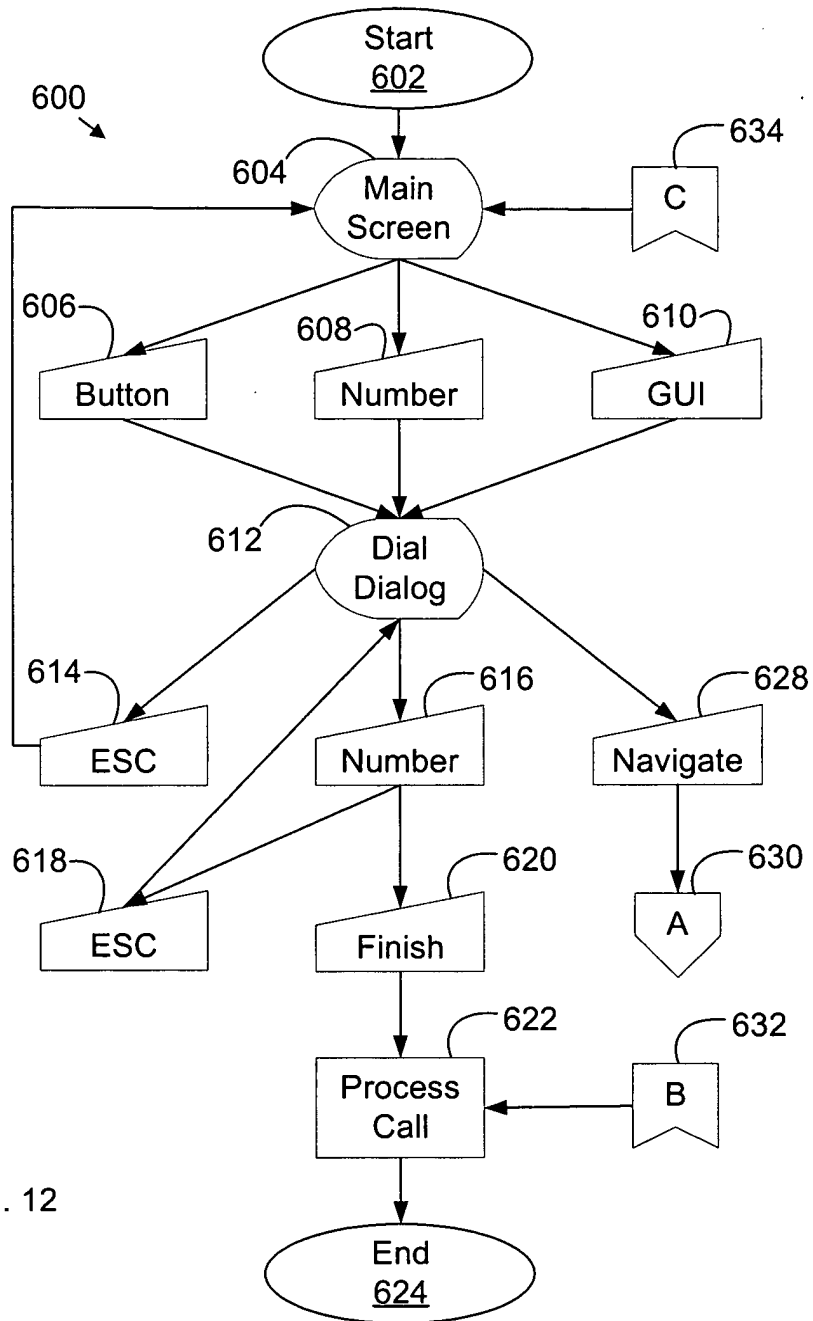 Start
602
600
604
Main
Screen
634
C
606
608
610
Button
Number
GUI
612
Dial
Dialog
614
616
628
ESC
Number
Navigate
618
620
630
ESC
Finish
A
622
632
Process
Call
B
. 12
End
624